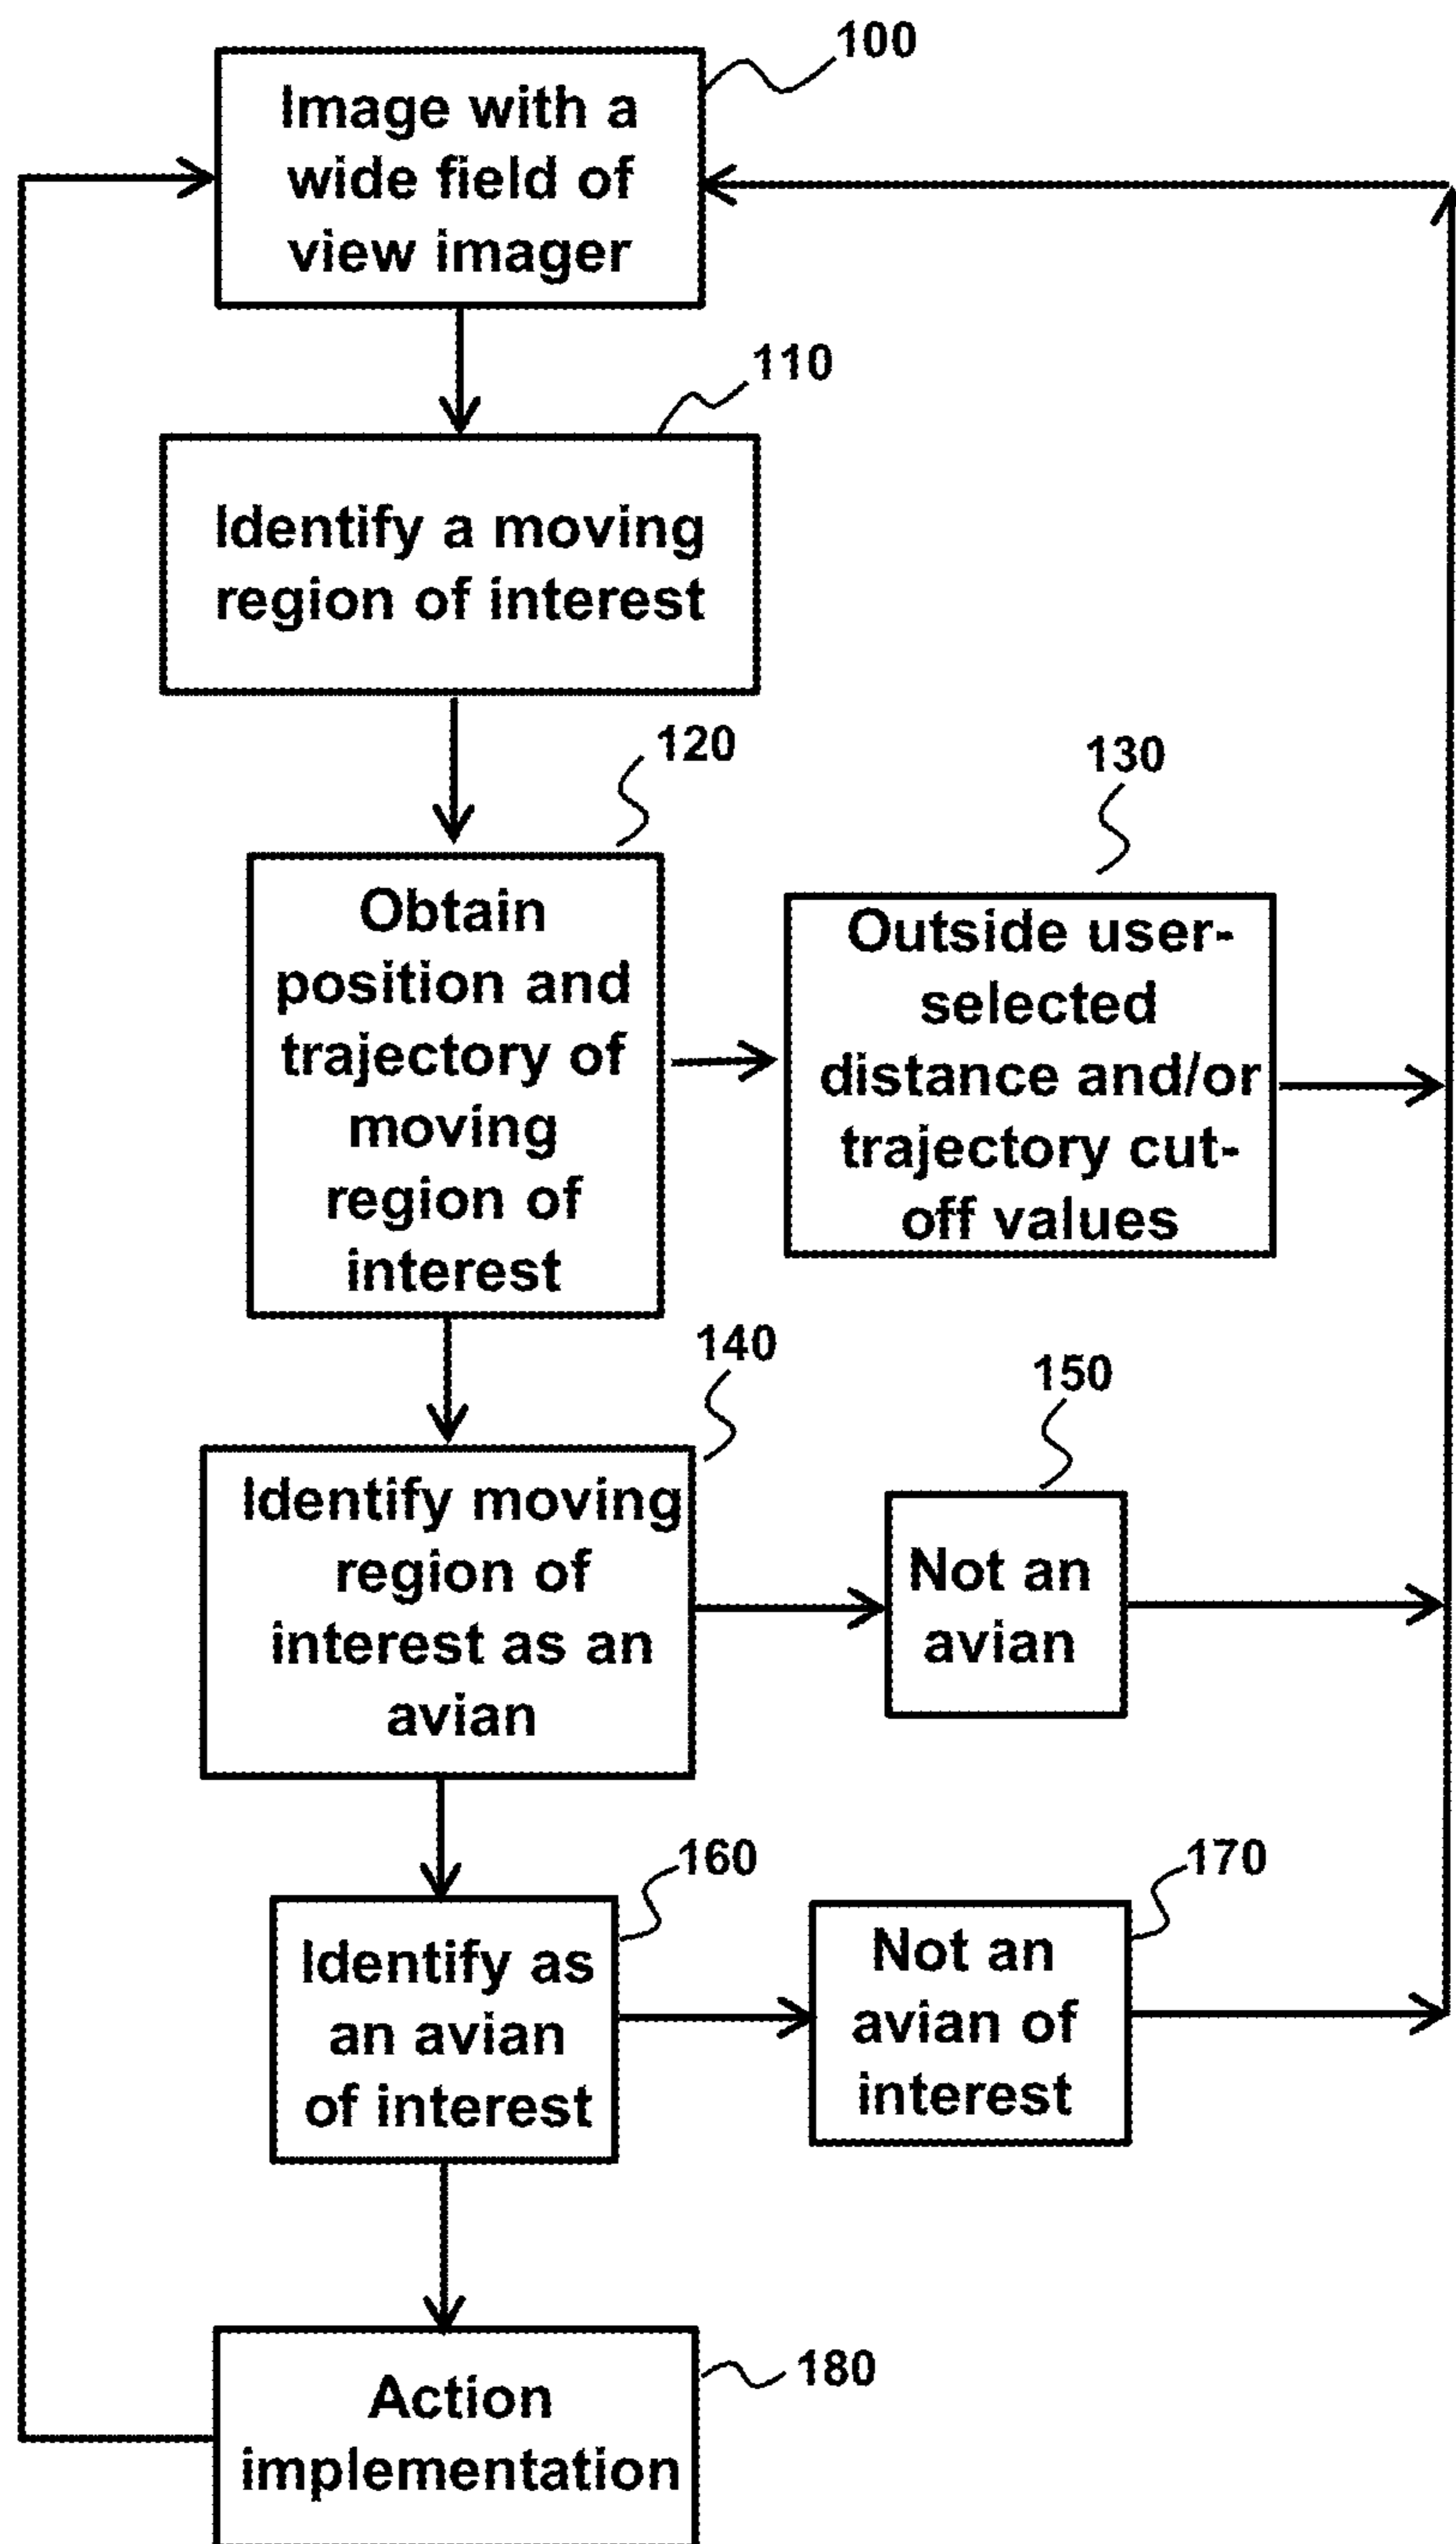 100
Image with a
wide field of
view imager
110
Identify a moving
region of interest
120
Obtain
position and
trajectory of
moving
region of
interest
130
Outside user-
selected
distance and/or
trajectory cut-
off values
140
Identify moving
region of
interest as an
avian
150
Not an
avian
160
Identify as
an avian
of interest
170
Not an
avian of
interest
180
Action
implementation